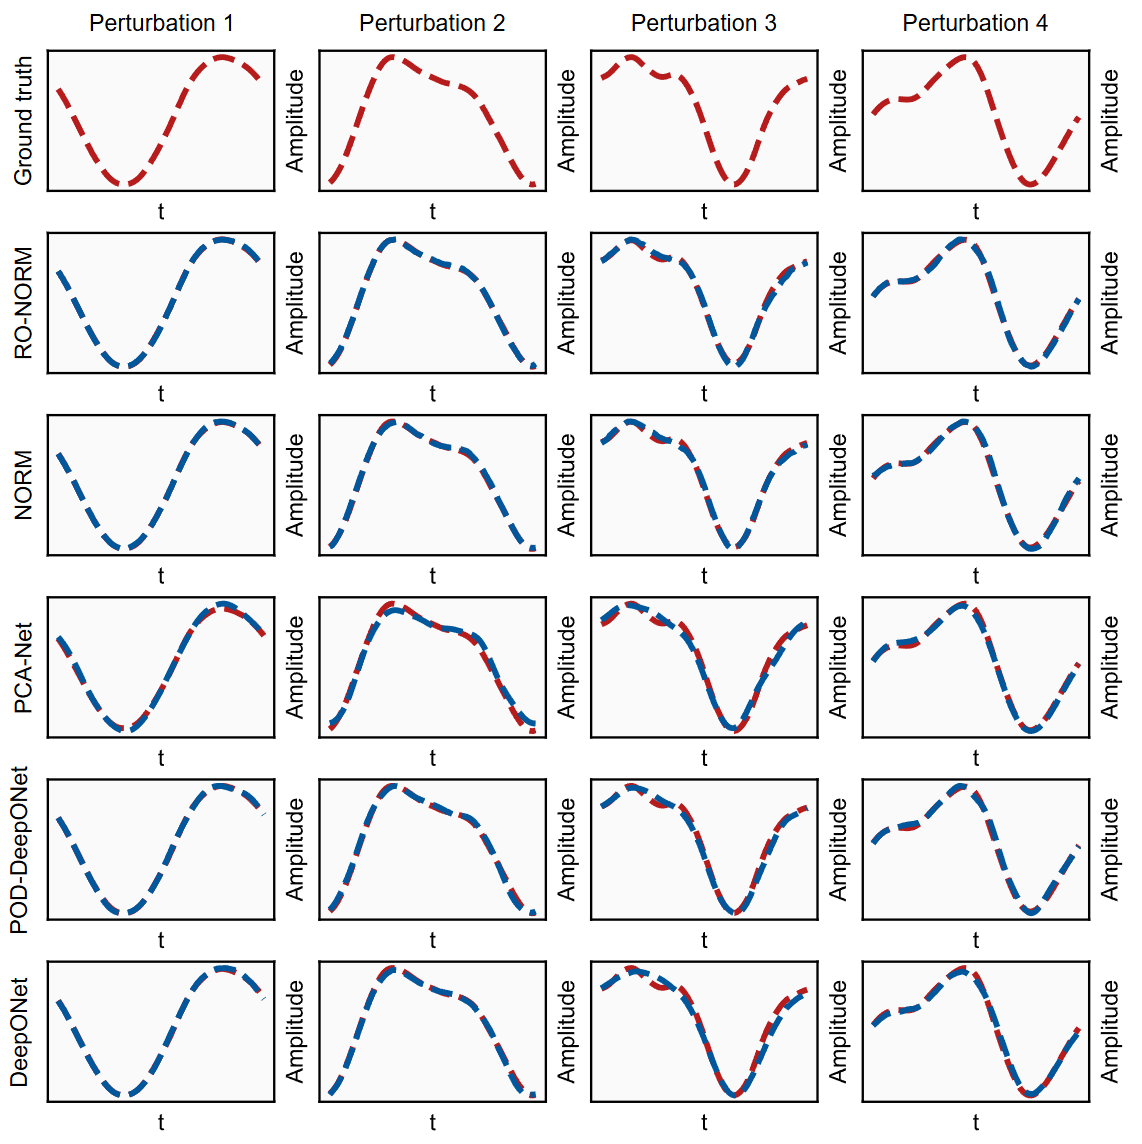 Perturbation 1 Perturbation 2 Perturbation 3 Perturbation 4
Ground truth Amplitude Amplitude Amplitude Amplitude
t t t t
RO-NORM Amplitude Amplitude Amplitude Amplitude
t t t t
NORM Amplitude Amplitude Amplitude Amplitude
t t t t
PCA-Net Amplitude Amplitude Amplitude Amplitude
t t t t
POD-DeepONet Amplitude Amplitude Amplitude Amplitude
t t t t
DeepONet Amplitude Amplitude Amplitude Amplitude
t t t t